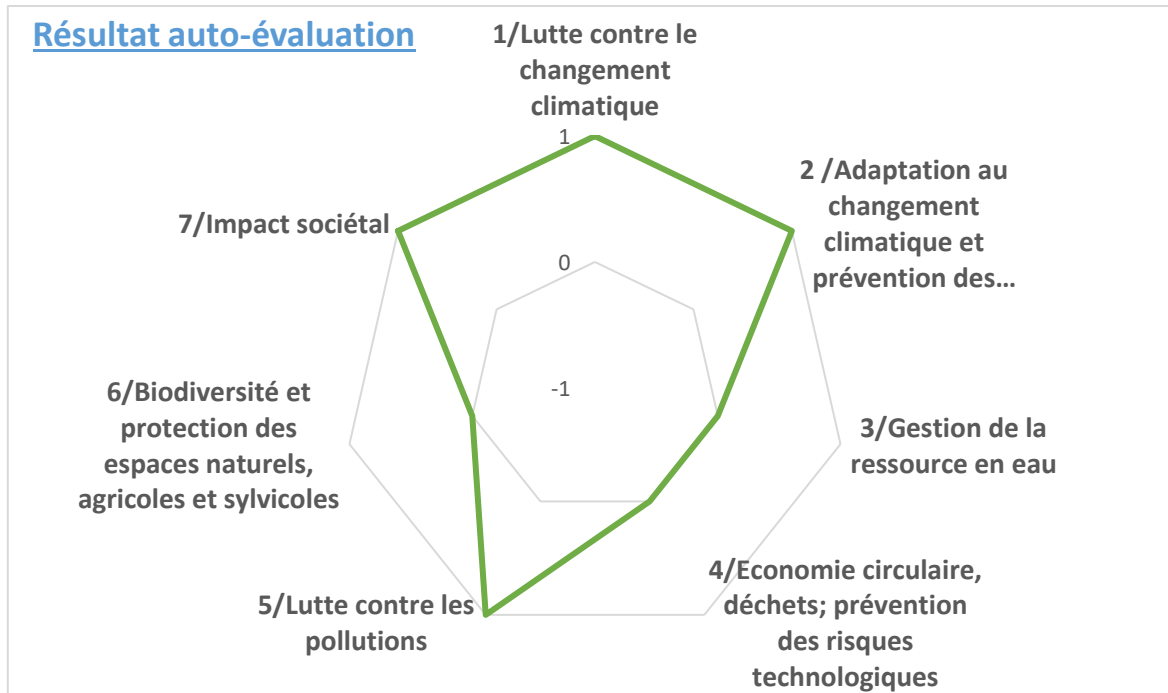 Résultat auto-évaluation
1/Lutte contre le
changement
climatique
1
0
-1
2 /Adaptation au
changement
climatique et
prévention des…
3/Gestion de la
ressource en eau
4/Economie circulaire,
déchets; prévention
des risques
technologiques
5/Lutte contre les
pollutions
6/Biodiversité et
protection des
espaces naturels,
agricoles et sylvicoles
7/Impact sociétal